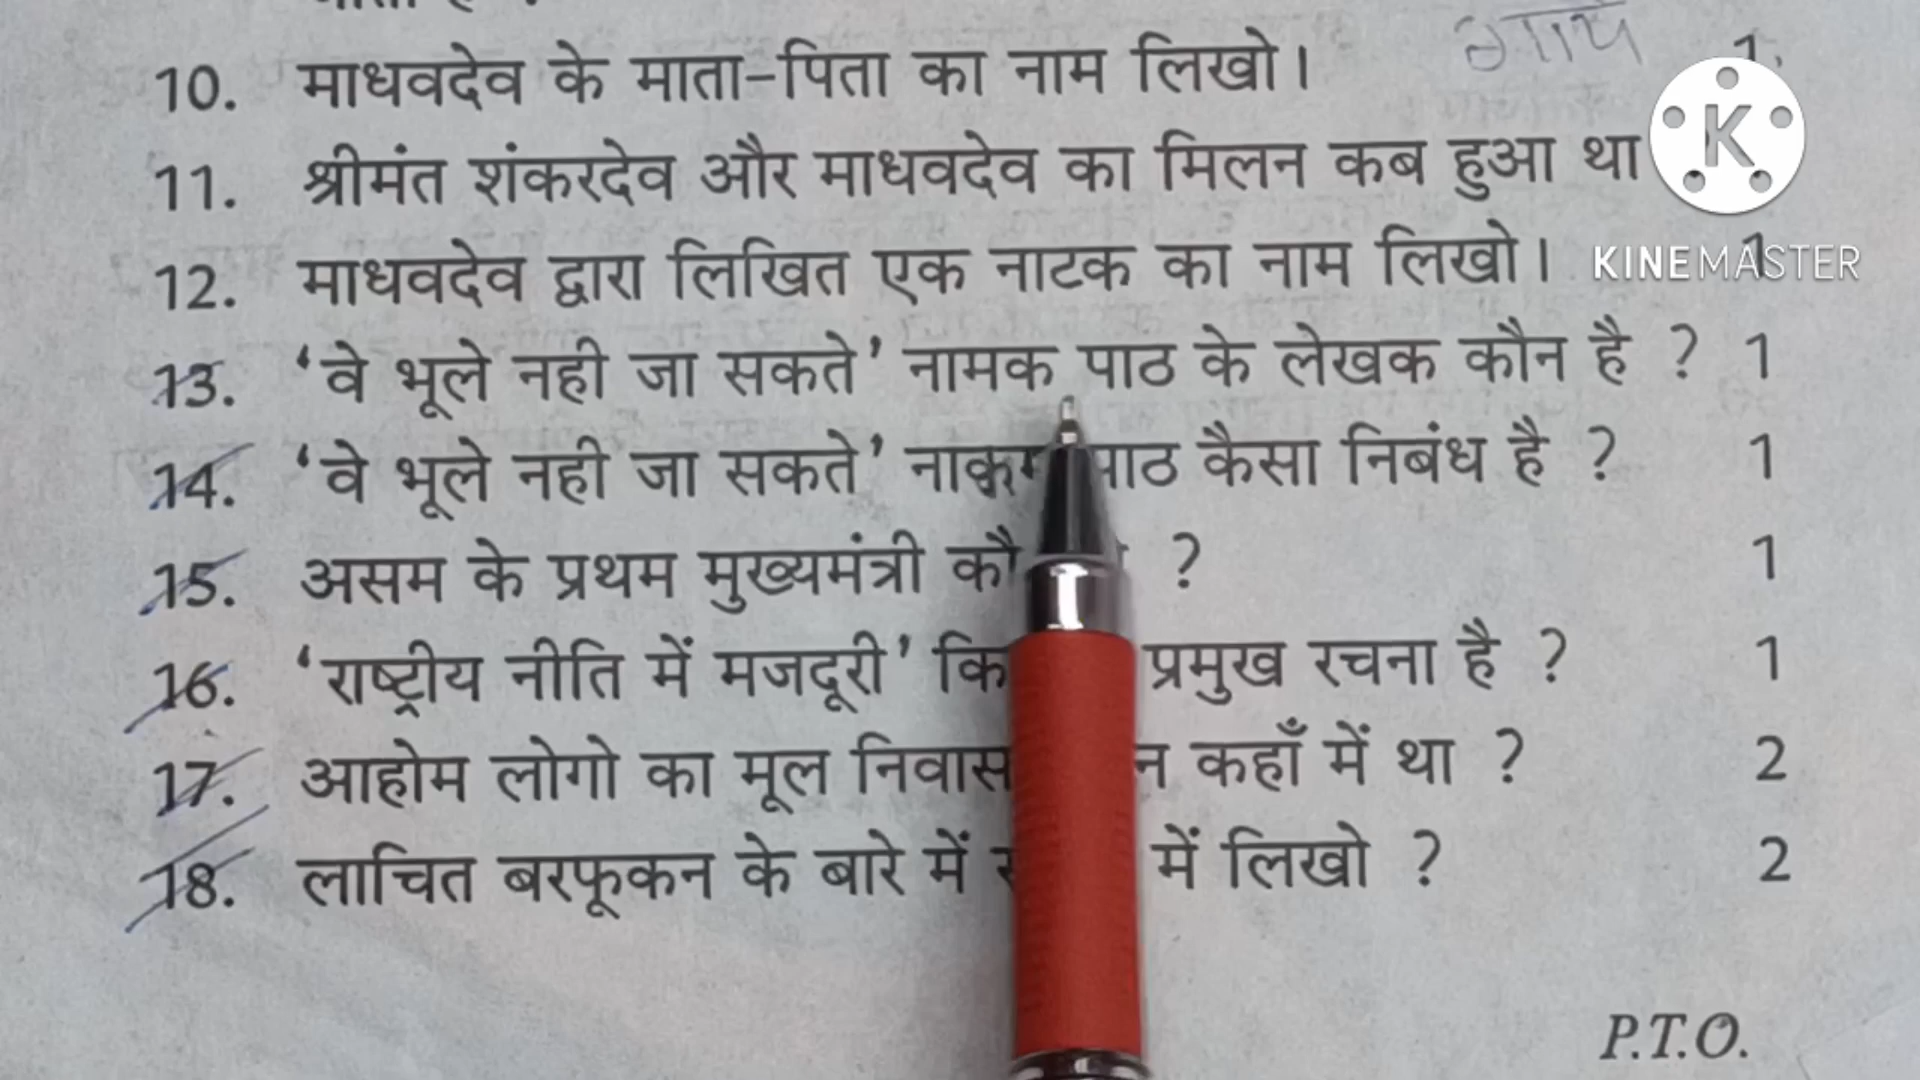 10. माधवदेव के माता-पिता का नाम लिखो। 1.
11. श्रीमंत शंकरदेव और माधवदेव का मिलन कब हुआ था
K
12. माधवदेव द्वारा लिखित एक नाटक का नाम लिखो। 1
KINEMASTER
13. ‘वे भूले नही जा सकते’ नामक पाठ के लेखक कौन है ? 1
14. ‘वे भूले नही जा सकते’ पाठ कैसा निबंध है ? 1
15. असम के प्रथम मुख्यमंत्री ? 1
16. ‘राष्ट्रीय नीति में मजदूरी’ प्रमुख रचना है ? 1
17. आहोम लोगो का मूल निवास कहाँ में था ? 2
18. लाचित बरफूकन के बारे में में लिखो ? 2
P.T.O.